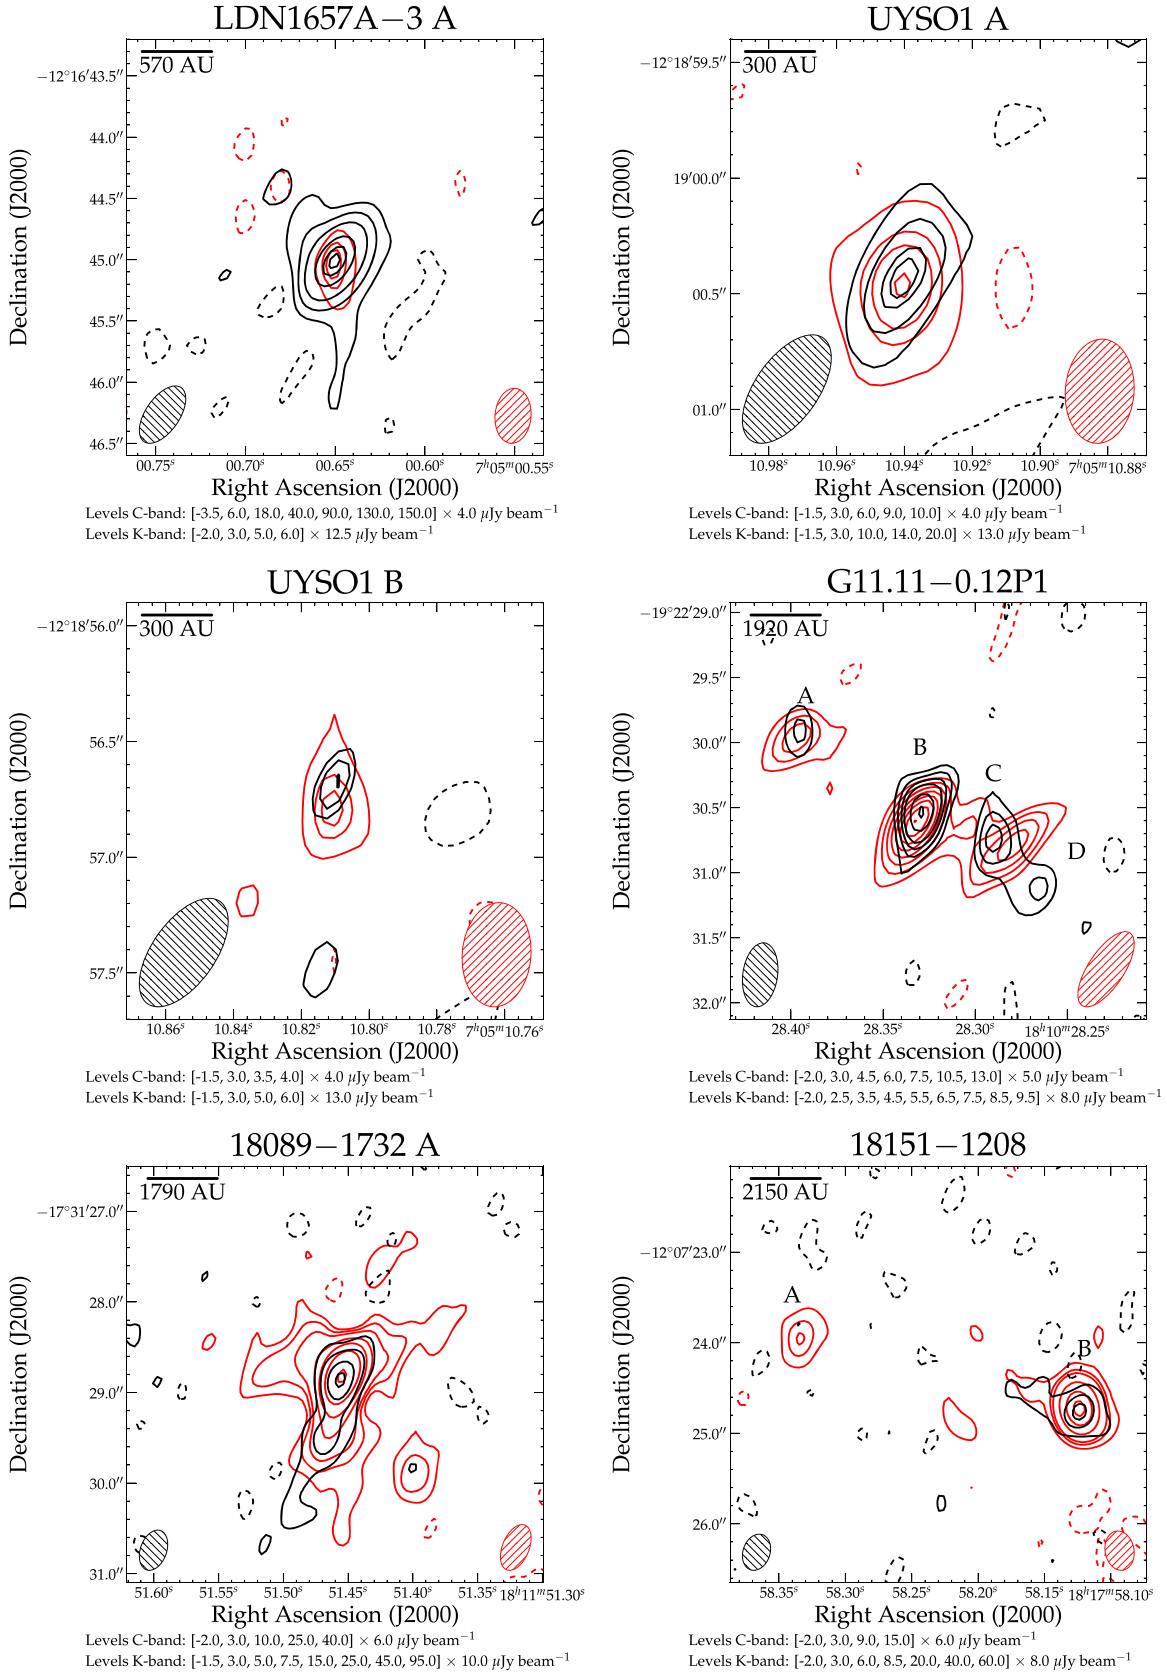 LDN1657A−3 A
570 AU
−12°16′43.5″
44.0″
44.5″
45.0″
45.5″
46.0″
46.5″
Declination (J2000)
00.75s 00.70s 00.65s 00.60s 7h05m00.55s
Right Ascension (J2000)
Levels C-band: [-3.5, 6.0, 18.0, 40.0, 90.0, 130.0, 150.0] × 4.0 μJy beam−1
Levels K-band: [-2.0, 3.0, 5.0, 6.0] × 12.5 μJy beam−1
UYSO1 A
300 AU
−12°18′59.5″
19′00.0″
00.5″
01.0″
Declination (J2000)
10.98s 10.96s 10.94s 10.92s 10.90s 7h05m10.88s
Right Ascension (J2000)
Levels C-band: [-1.5, 3.0, 6.0, 9.0, 10.0] × 4.0 μJy beam−1
Levels K-band: [-1.5, 3.0, 10.0, 14.0, 20.0] × 13.0 μJy beam−1
UYSO1 B
300 AU
−12°18′56.0″
56.5″
57.0″
57.5″
Declination (J2000)
10.86s 10.84s 10.82s 10.80s 10.78s 7h05m10.76s
Right Ascension (J2000)
Levels C-band: [-1.5, 3.0, 3.5, 4.0] × 4.0 μJy beam−1
Levels K-band: [-1.5, 3.0, 5.0, 6.0] × 13.0 μJy beam−1
G11.11−0.12P1
1920 AU
−19°22′29.0″
29.5″
30.0″
30.5″
31.0″
31.5″
32.0″
A
B
C
D
Declination (J2000)
28.40s 28.35s 28.30s 18h10m28.25s
Right Ascension (J2000)
Levels C-band: [-2.0, 3.0, 4.5, 6.0, 7.5, 10.5, 13.0] × 5.0 μJy beam−1
Levels K-band: [-2.0, 2.5, 3.5, 4.5, 5.5, 6.5, 7.5, 8.5, 9.5] × 8.0 μJy beam−1
18089−1732 A
1790 AU
−17°31′27.0″
28.0″
29.0″
30.0″
31.0″
Declination (J2000)
51.60s 51.55s 51.50s 51.45s 51.40s 51.35s 18h11m51.30s
Right Ascension (J2000)
Levels C-band: [-2.0, 3.0, 10.0, 25.0, 40.0] × 6.0 μJy beam−1
Levels K-band: [-1.5, 3.0, 5.0, 7.5, 15.0, 25.0, 45.0, 95.0] × 10.0 μJy beam−1
18151−1208
2150 AU
−12°07′23.0″
24.0″
25.0″
26.0″
A
B
Declination (J2000)
58.35s 58.30s 58.25s 58.20s 58.15s 18h17m58.10s
Right Ascension (J2000)
Levels C-band: [-2.0, 3.0, 9.0, 15.0] × 6.0 μJy beam−1
Levels K-band: [-2.0, 3.0, 6.0, 8.5, 20.0, 40.0, 60.0] × 8.0 μJy beam−1